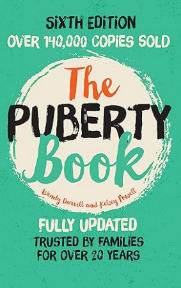 SIXTH EDITION
OVER 140,000 COPIES SOLD
The
PUBERTY
Book
Wendy Darvill and Kelsey Powell
FULLY UPDATED
TRUSTED BY FAMILIES
FOR OVER 20 YEARS